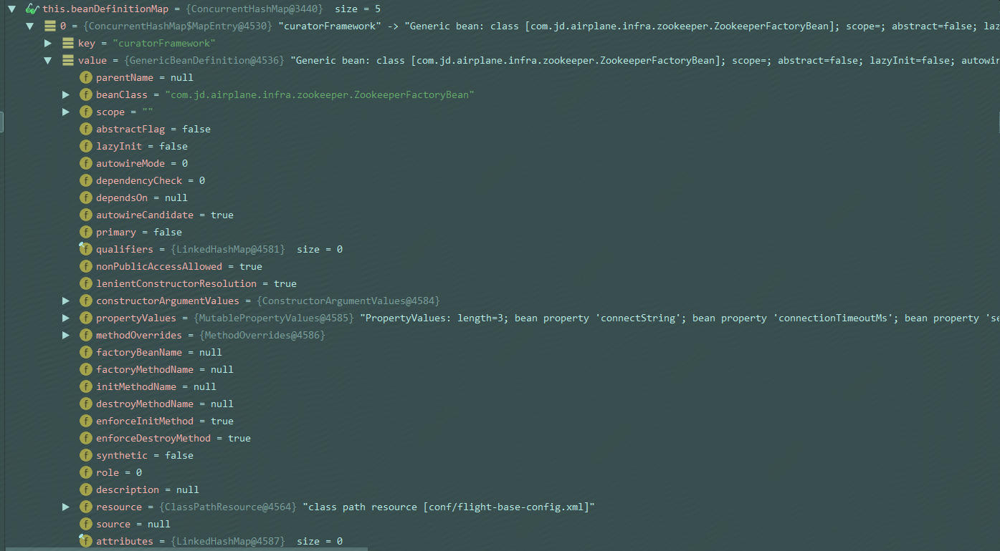 this.beanDefinitionMap = {ConcurrentHashMap@3440} size = 5
0 = {ConcurrentHashMap$MapEntry@4530} "curatorFramework" -> "Generic bean: class [com.jd.airplane.infra.zookeeper.ZookeeperFactoryBean]; scope=; abstract=false; laz
key = "curatorFramework"
value = {GenericBeanDefinition@4536} "Generic bean: class [com.jd.airplane.infra.zookeeper.ZookeeperFactoryBean]; scope=; abstract=false; lazyInit=false; autowir
f parentName = null
f beanClass = "com.jd.airplane.infra.zookeeper.ZookeeperFactoryBean"
f scope = ""
f abstractFlag = false
f lazyInit = false
f autowireMode = 0
f dependencyCheck = 0
f dependsOn = null
f autowireCandidate = true
f primary = false
f qualifiers = {LinkedHashMap@4581} size = 0
f nonPublicAccessAllowed = true
f lenientConstructorResolution = true
f constructorArgumentValues = {ConstructorArgumentValues@4584}
f propertyValues = {MutablePropertyValues@4585} "PropertyValues: length=3; bean property 'connectString'; bean property 'connectionTimeoutMs'; bean property 'se
f methodOverrides = {MethodOverrides@4586}
f factoryBeanName = null
f factoryMethodName = null
f initMethodName = null
f destroyMethodName = null
f enforceInitMethod = true
f enforceDestroyMethod = true
f synthetic = false
f role = 0
f description = null
f resource = {ClassPathResource@4564} "class path resource [conf/flight-base-config.xml]"
f source = null
f attributes = {LinkedHashMap@4587} size = 0